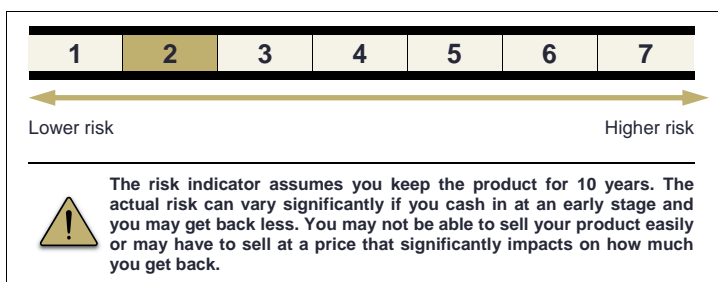 1 2 3 4 5 6 7
Lower risk Higher risk
The risk indicator assumes you keep the product for 10 years. The
actual risk can vary significantly if you cash in at an early stage and
you may get back less. You may not be able to sell your product easily
or may have to sell at a price that significantly impacts on how much
you get back.